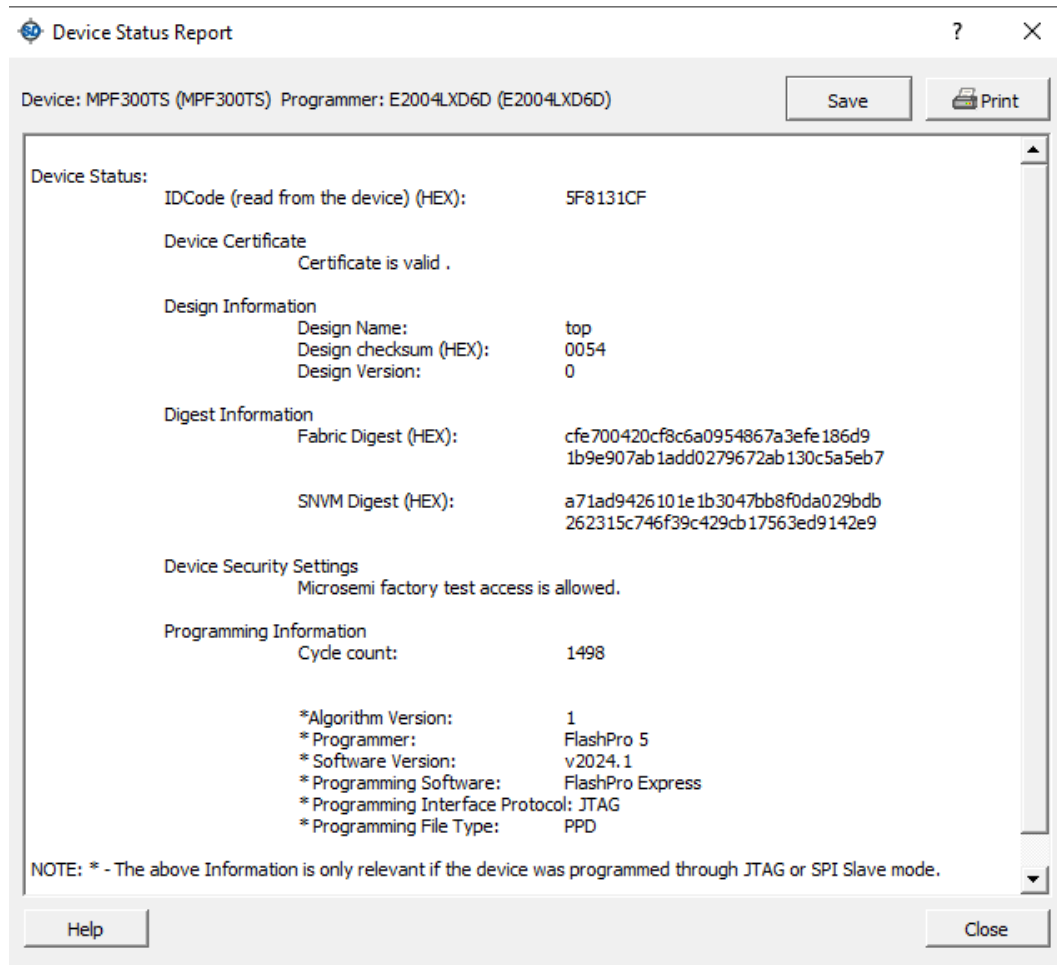 Device Status Report
Device: MPF300TS (MPF300TS) Programmer: E2004LXD6D (E2004LXD6D)
Save
Print
Device Status:
IDCode (read from the device) (HEX): 5F8131CF
Device Certificate
Certificate is valid .
Design Information
Design Name: top
Design checksum (HEX): 0054
Design Version: 0
Digest Information
Fabric Digest (HEX): cfe700420cf8c6a0954867a3efe186d9
1b9e907ab1add0279672ab130c5a5eb7
SNVM Digest (HEX): a71ad9426101e1b3047bb8f0da029bdb
262315c746f39c429cb17563ed9142e9
Device Security Settings
Microsemi factory test access is allowed.
Programming Information
Cycle count: 1498
*Algorithm Version: 1
* Programmer: FlashPro 5
* Software Version: v2024.1
* Programming Software: FlashPro Express
* Programming Interface Protocol: JTAG
* Programming File Type: PPD
NOTE: * - The above Information is only relevant if the device was programmed through JTAG or SPI Slave mode.
Help
Close